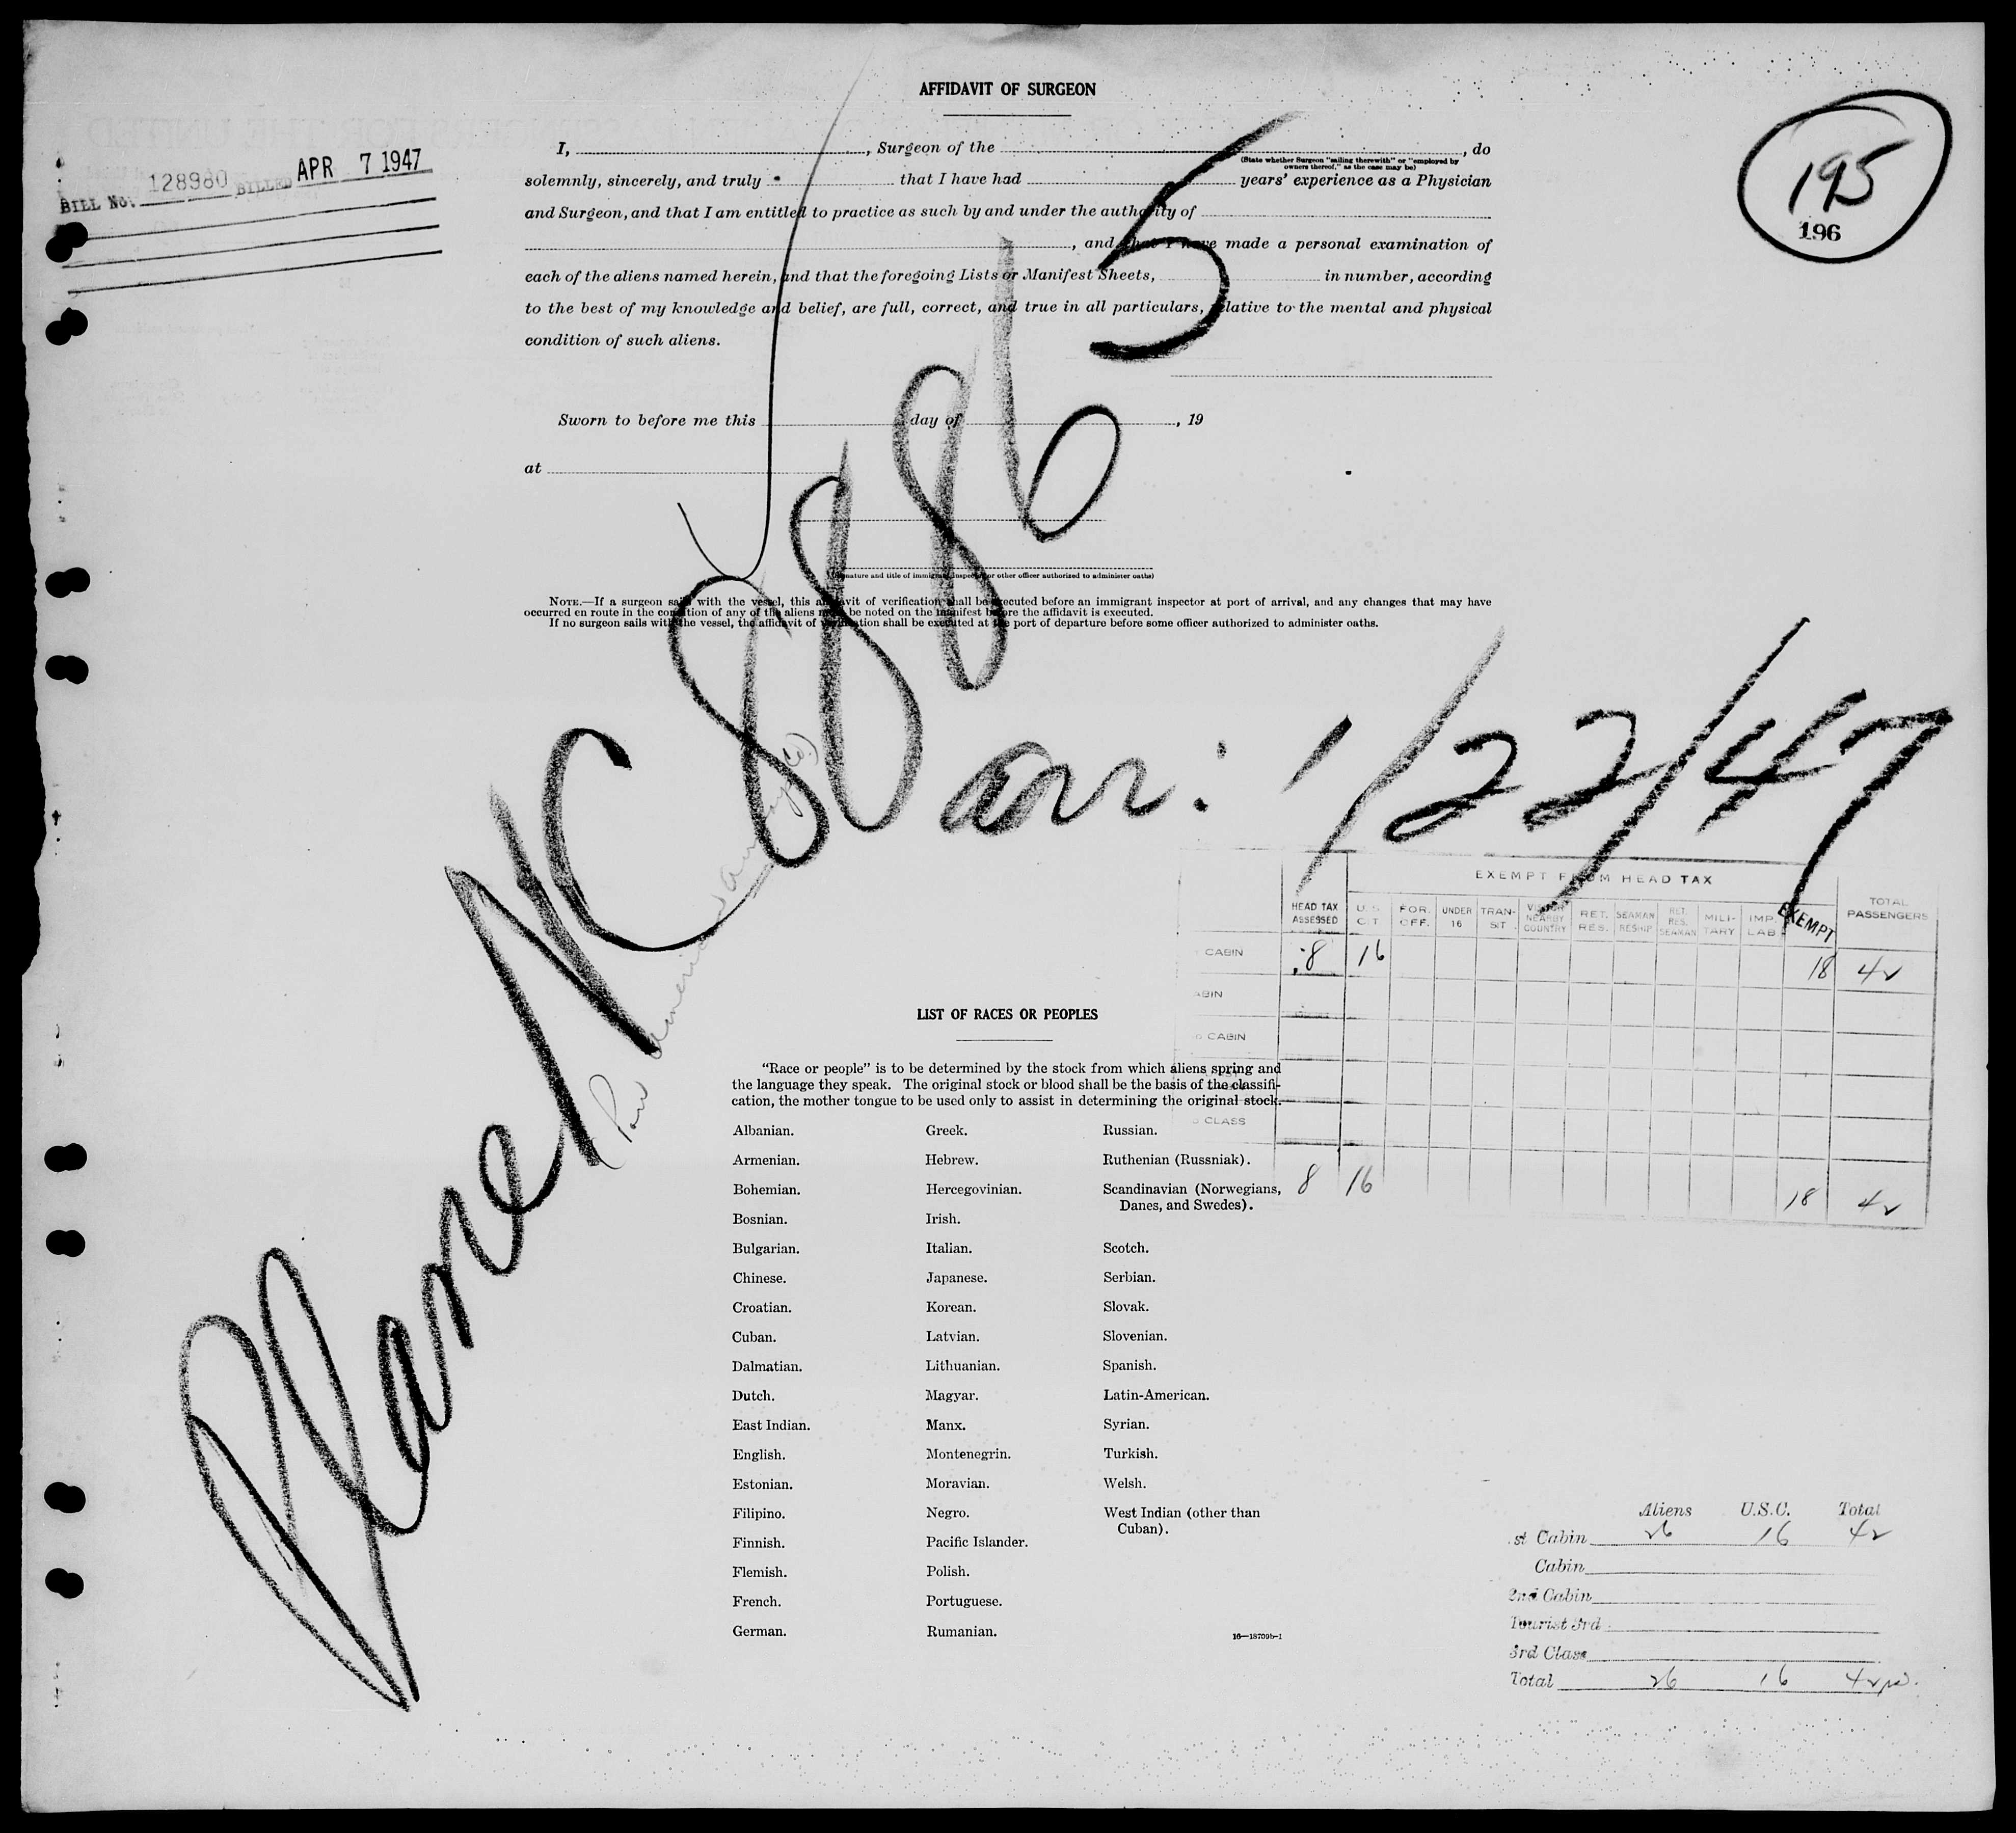 AFFIDAVIT OF SURGEON
BILL No. 128980 BILLED APR 7 1947
195
196
I, , Surgeon of the , do
(State whether Surgeon "sailing therewith" or "employed by owners thereof," as the case may be)
solemnly, sincerely, and truly that I have had years' experience as a Physician
and Surgeon, and that I am entitled to practice as such by and under the authority of
, and that I have made a personal examination of
each of the aliens named herein, and that the foregoing Lists or Manifest Sheets, in number, according
to the best of my knowledge and belief, are full, correct, and true in all particulars, relative to the mental and physical
condition of such aliens.
Sworn to before me this day of , 19
at
(Signature and title of immigrant inspector or other officer authorized to administer oaths)
NOTE.—If a surgeon sails with the vessel, this affidavit of verification shall be executed before an immigrant inspector at port of arrival, and any changes that may have
occurred en route in the condition of any of the aliens must be noted on the manifest before the affidavit is executed.
If no surgeon sails with the vessel, the affidavit of verification shall be executed at the port of departure before some officer authorized to administer oaths.
Plane NC 88865
(Pan American Airways
arr: 1/22/47
EXEMPT FROM HEAD TAX
HEAD TAX ASSESSED U.S. CIT. FOR. OFF. UNDER 16 TRAN-SIT VISITOR NEARBY COUNTRY RET. RES. SEAMAN RESHIP RET. RES. SEAMAN MILI-TARY IMP. LAB. EXEMPT TOTAL PASSENGERS
CABIN 8 16 18 42
CABIN
CABIN
CLASS
8 16 18 42
LIST OF RACES OR PEOPLES
"Race or people" is to be determined by the stock from which aliens spring and
the language they speak. The original stock or blood shall be the basis of the classifi-
cation, the mother tongue to be used only to assist in determining the original stock.
Albanian. Greek. Russian.
Armenian. Hebrew. Ruthenian (Russniak).
Bohemian. Hercegovinian. Scandinavian (Norwegians,
Danes, and Swedes).
Bosnian. Irish.
Bulgarian. Italian. Scotch.
Chinese. Japanese. Serbian.
Croatian. Korean. Slovak.
Cuban. Latvian. Slovenian.
Dalmatian. Lithuanian. Spanish.
Dutch. Magyar. Latin-American.
East Indian. Manx. Syrian.
English. Montenegrin. Turkish.
Estonian. Moravian. Welsh.
Filipino. Negro. West Indian (other than
Cuban).
Finnish. Pacific Islander.
Flemish. Polish.
French. Portuguese.
German. Rumanian.
16—18709b-1
Aliens U.S.C. Total
st Cabin 26 16 42
Cabin
2nd Cabin
Tourist 3rd
3rd Class
Total 26 16 42